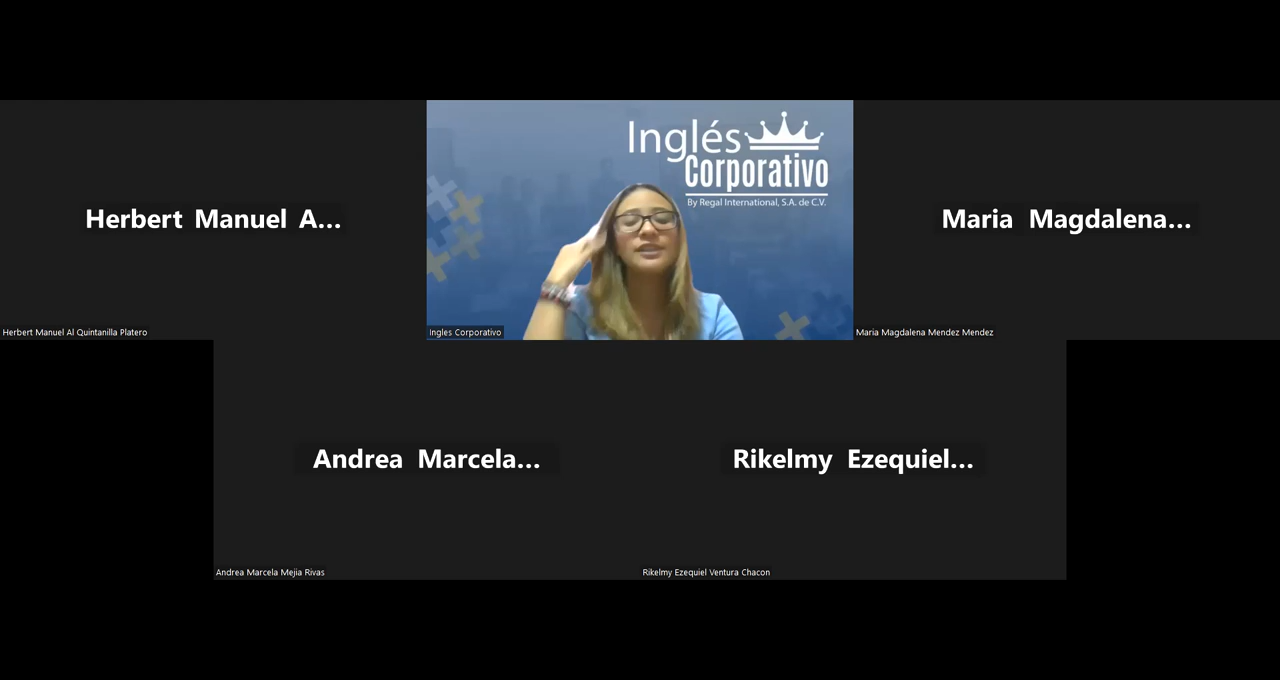 Herbert Manuel A...
Herbert Manuel Al Quintanilla Platero
Inglés
Corporativo
By Regal International, S.A. de C.V.
Ingles Corporativo
Maria Magdalena...
Maria Magdalena Mendez Mendez
Andrea Marcela...
Andrea Marcela Mejia Rivas
Rikelmy Ezequiel...
Rikelmy Ezequiel Ventura Chacon